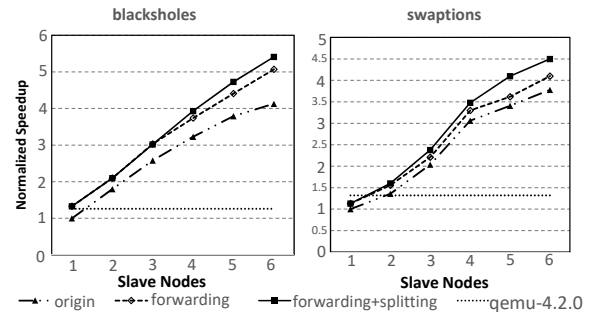 blacksholes
swaptions
Normalized Speedup
6
5
4
3
2
1
0
1 2 3 4 5 6
Slave Nodes
5
4.5
4
3.5
3
2.5
2
1.5
1
0.5
0
1 2 3 4 5 6
Slave Nodes
origin forwarding forwarding+splitting qemu-4.2.0